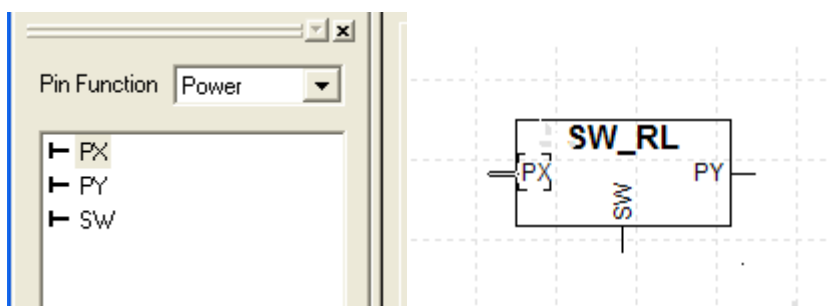 Pin Function Power
PX
PY
SW
SW_RL
PX PY
SW